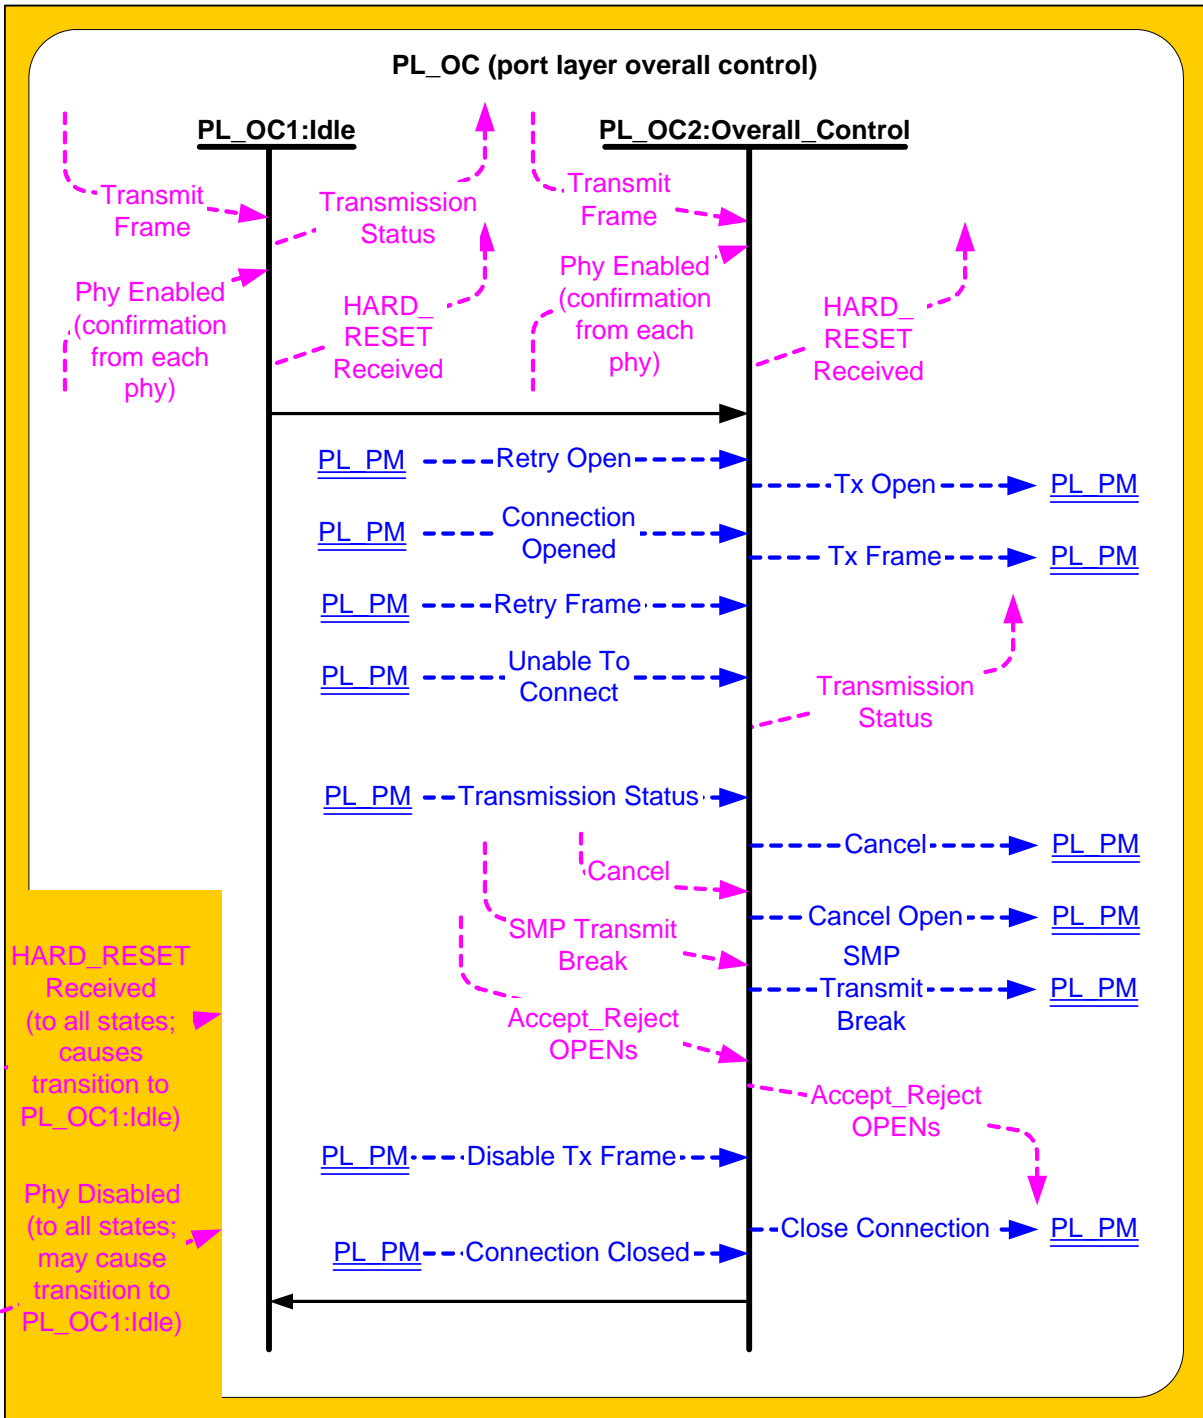 PL_OC (port layer overall control)
PL_OC1:Idle
PL_OC2:Overall_Control
Transmit
Frame
Transmission
Status
Transmit
Frame
Phy Enabled
(confirmation
from each
phy)
HARD_
RESET
Received
Phy Enabled
(confirmation
from each
phy)
HARD_
RESET
Received
PL_PM Retry Open
Tx Open PL_PM
PL_PM Connection
Opened
Tx Frame PL_PM
PL_PM Retry Frame
PL_PM Unable To
Connect
Transmission
Status
PL_PM Transmission Status
Cancel PL_PM
Cancel
Cancel Open PL_PM
SMP Transmit
Break
SMP
Transmit PL_PM
Break
HARD_RESET
Received
(to all states;
causes
transition to
PL_OC1:Idle)
Accept_Reject
OPENs
Accept_Reject
OPENs
PL_PM Disable Tx Frame
Phy Disabled
(to all states;
may cause
transition to
PL_OC1:Idle)
Close Connection PL_PM
PL_PM Connection Closed